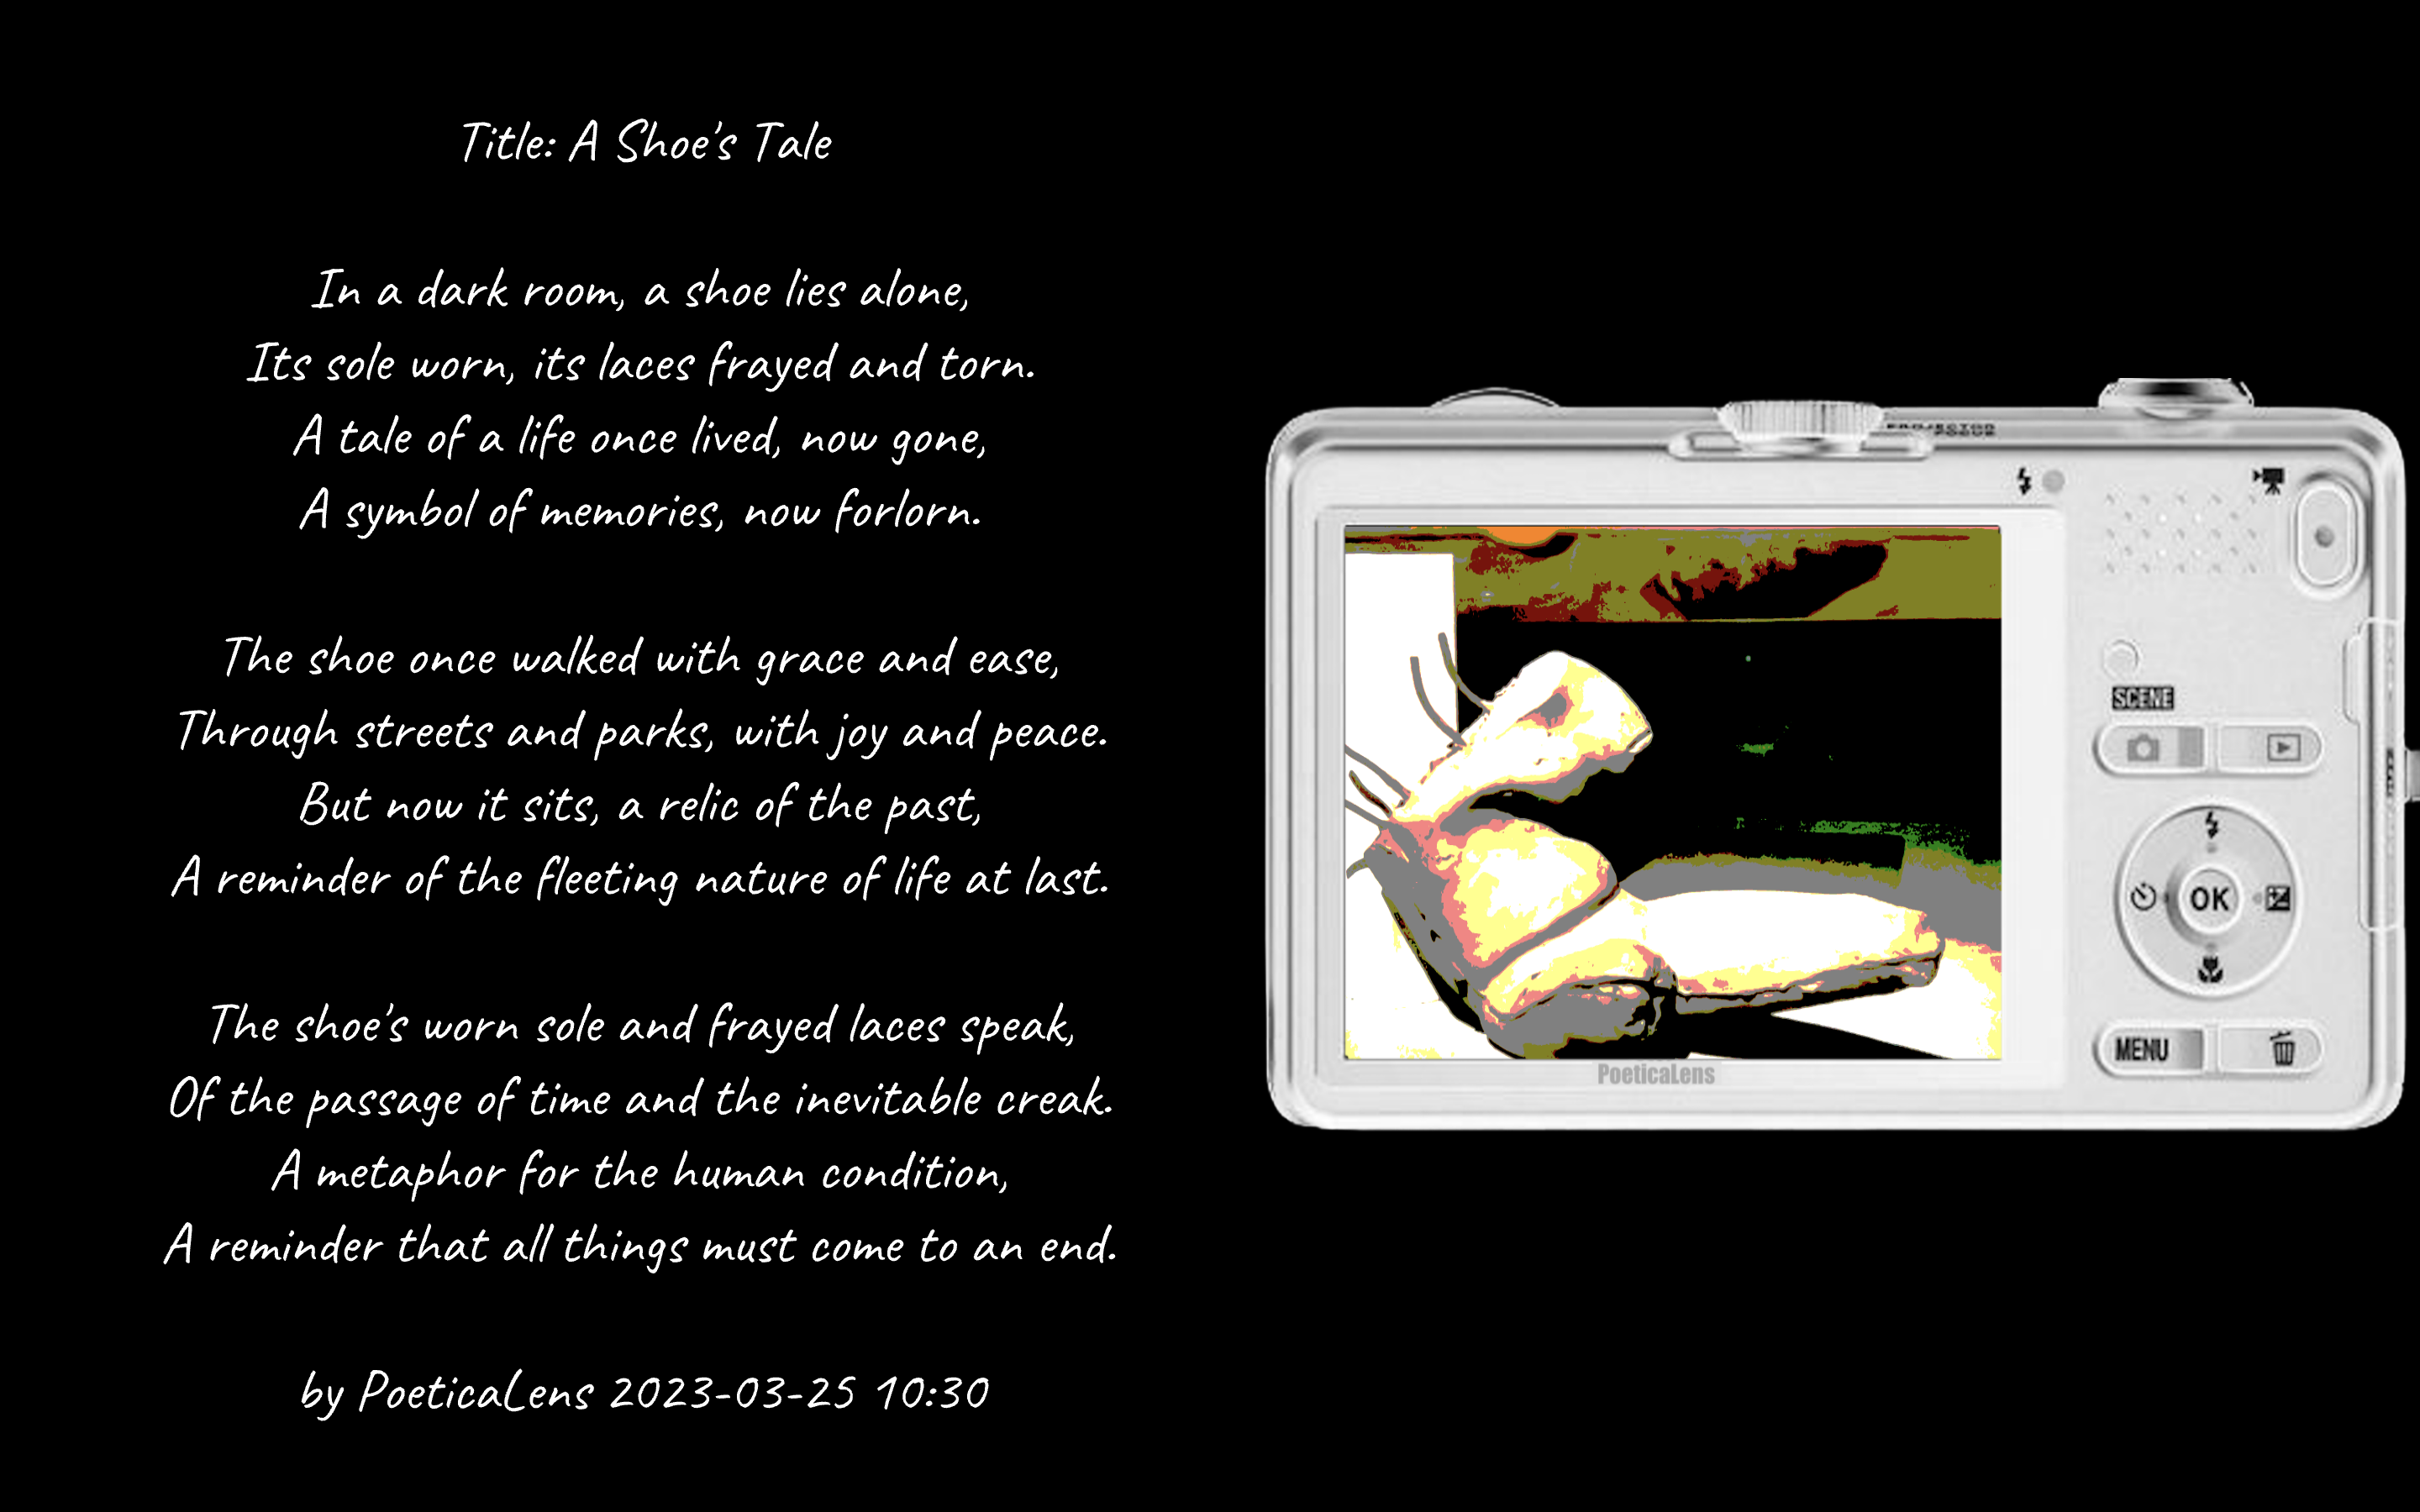 Title: A Shoe's Tale
In a dark room, a shoe lies alone,
Its sole worn, its laces frayed and torn.
A tale of a life once lived, now gone,
A symbol of memories, now forlorn.
The shoe once walked with grace and ease,
Through streets and parks, with joy and peace.
But now it sits, a relic of the past,
A reminder of the fleeting nature of life at last.
The shoe's worn sole and frayed laces speak,
Of the passage of time and the inevitable creak.
A metaphor for the human condition,
A reminder that all things must come to an end.
by PoeticaLens 2023-03-25 10:30
PROJECTOR
FOCUS
SCENE
OK
MENU
PoeticaLens